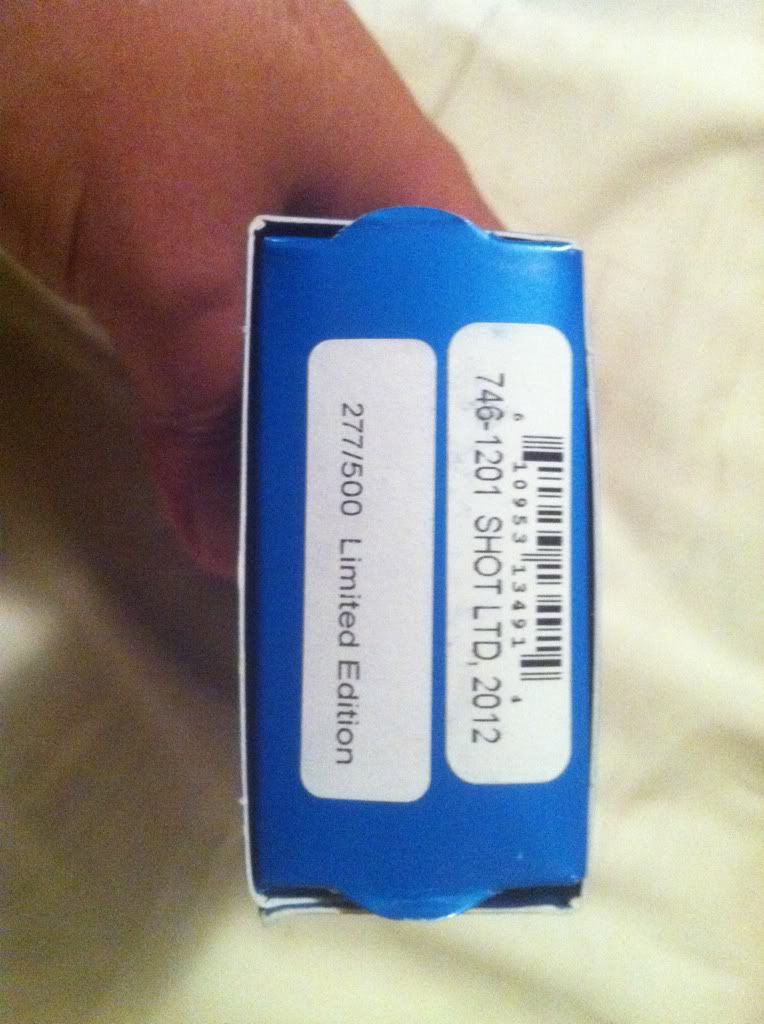 6 10953 13491 4
746-1201 SHOT LTD, 2012
277/500 Limited Edition